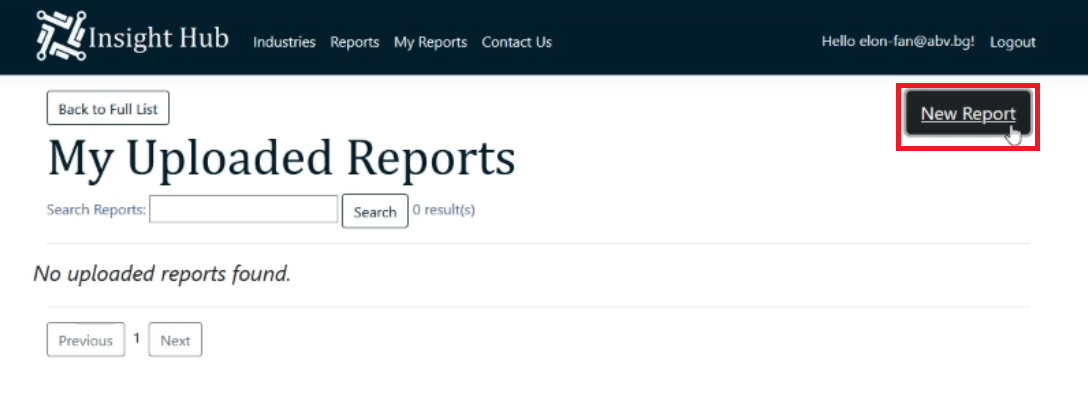 Insight Hub Industries Reports My Reports Contact Us Hello elon-fan@abv.bg! Logout
Back to Full List New Report
My Uploaded Reports
Search Reports: Search 0 result(s)
No uploaded reports found.
Previous 1 Next